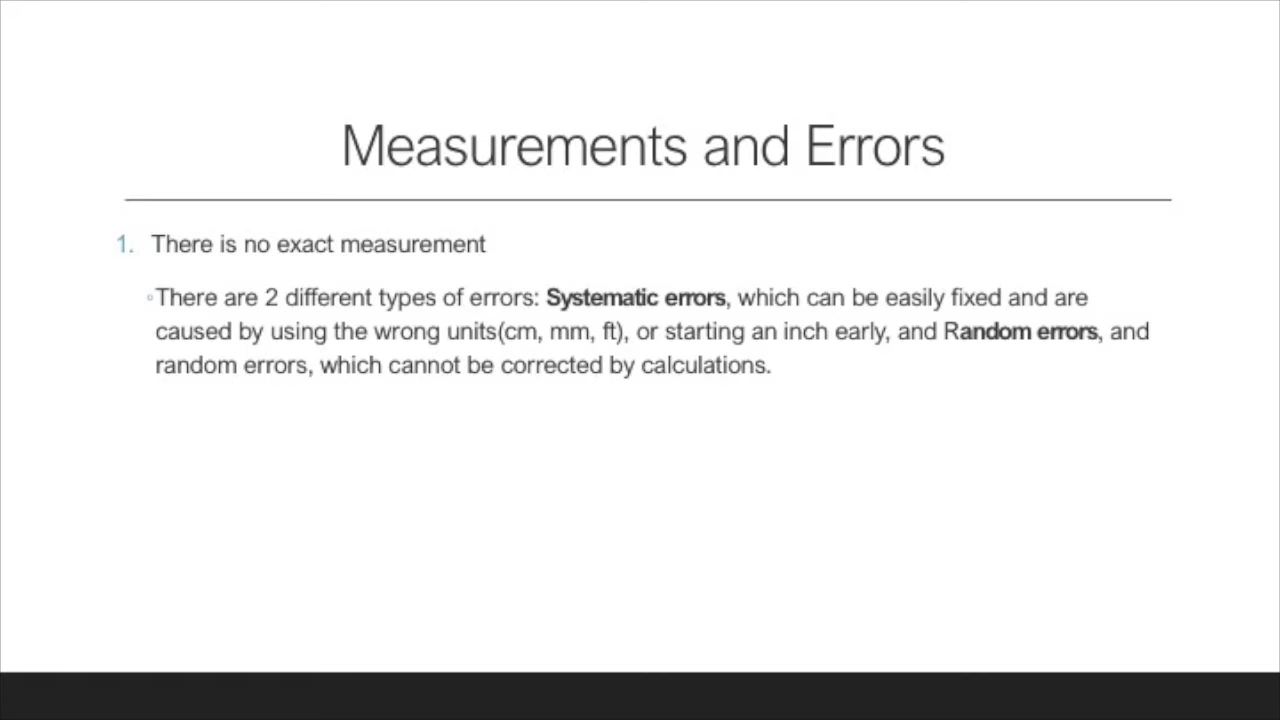 Measurements and Errors
1. There is no exact measurement
◦There are 2 different types of errors: Systematic errors, which can be easily fixed and are
caused by using the wrong units(cm, mm, ft), or starting an inch early, and Random errors, and
random errors, which cannot be corrected by calculations.